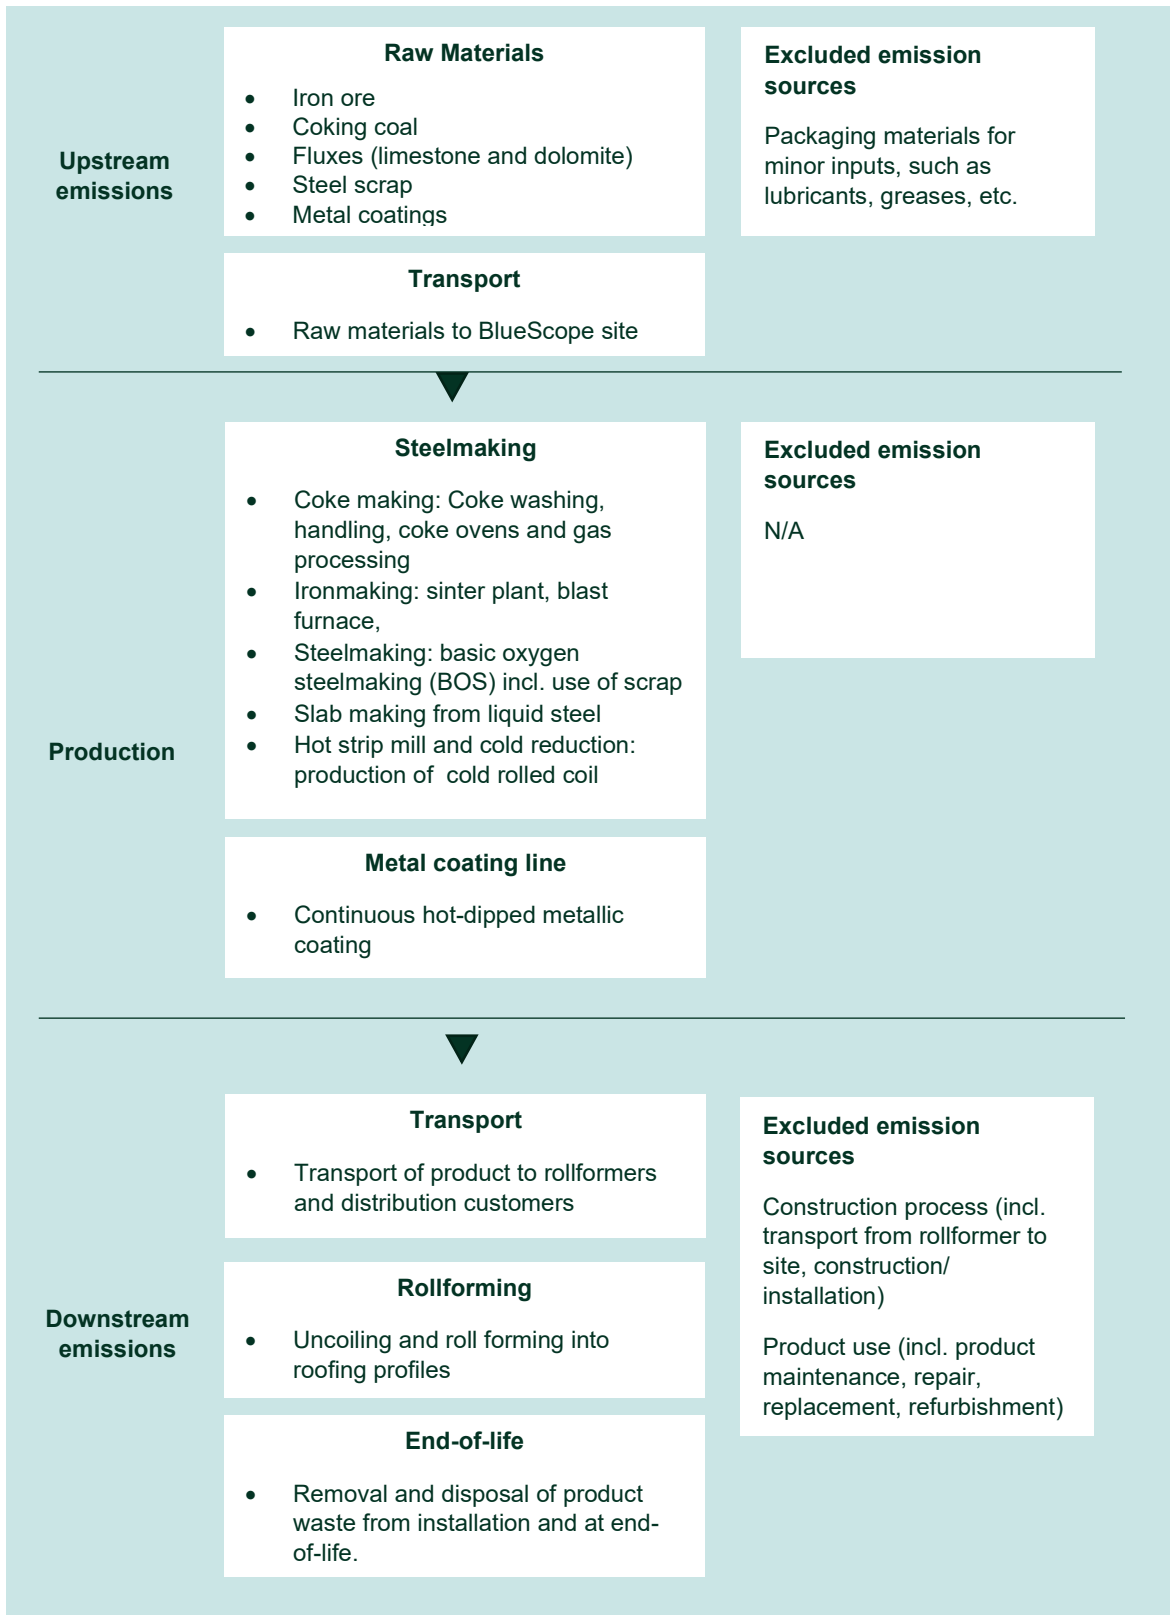 Upstream
emissions
Raw Materials
• Iron ore
• Coking coal
• Fluxes (limestone and dolomite)
• Steel scrap
• Metal coatings
Transport
• Raw materials to BlueScope site
Excluded emission
sources
Packaging materials for
minor inputs, such as
lubricants, greases, etc.
Production
Steelmaking
• Coke making: Coke washing,
handling, coke ovens and gas
processing
• Ironmaking: sinter plant, blast
furnace,
• Steelmaking: basic oxygen
steelmaking (BOS) incl. use of scrap
• Slab making from liquid steel
• Hot strip mill and cold reduction:
production of  cold rolled coil
Metal coating line
• Continuous hot-dipped metallic
coating
Excluded emission
sources
N/A
Downstream
emissions
Transport
• Transport of product to rollformers
and distribution customers
Rollforming
• Uncoiling and roll forming into
roofing profiles
End-of-life
• Removal and disposal of product
waste from installation and at end-
of-life.
Excluded emission
sources
Construction process (incl.
transport from rollformer to
site, construction/
installation)
Product use (incl. product
maintenance, repair,
replacement, refurbishment)